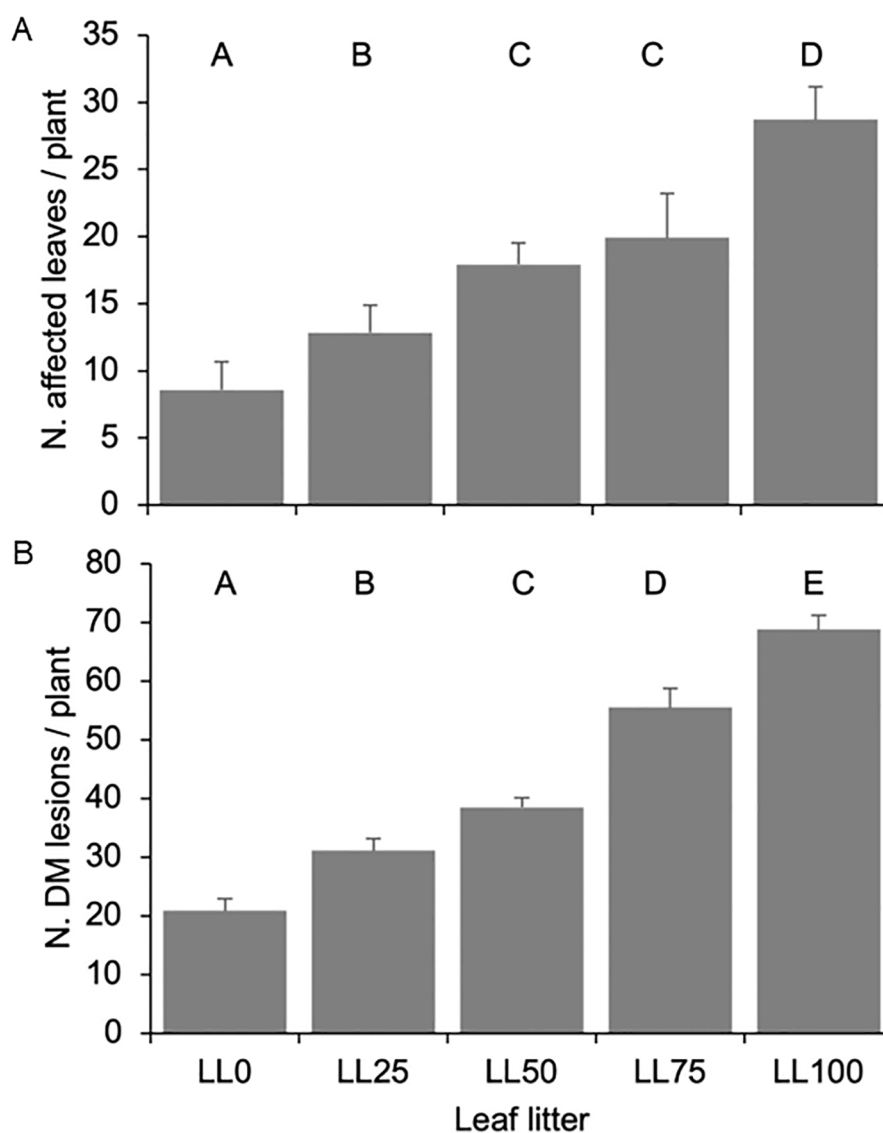 A
N. affected leaves / plant
35
30
25
20
15
10
5
0
A B C C D
B
N. DM lesions / plant
80
70
60
50
40
30
20
10
0
A B C D E
LL0 LL25 LL50 LL75 LL100
Leaf litter